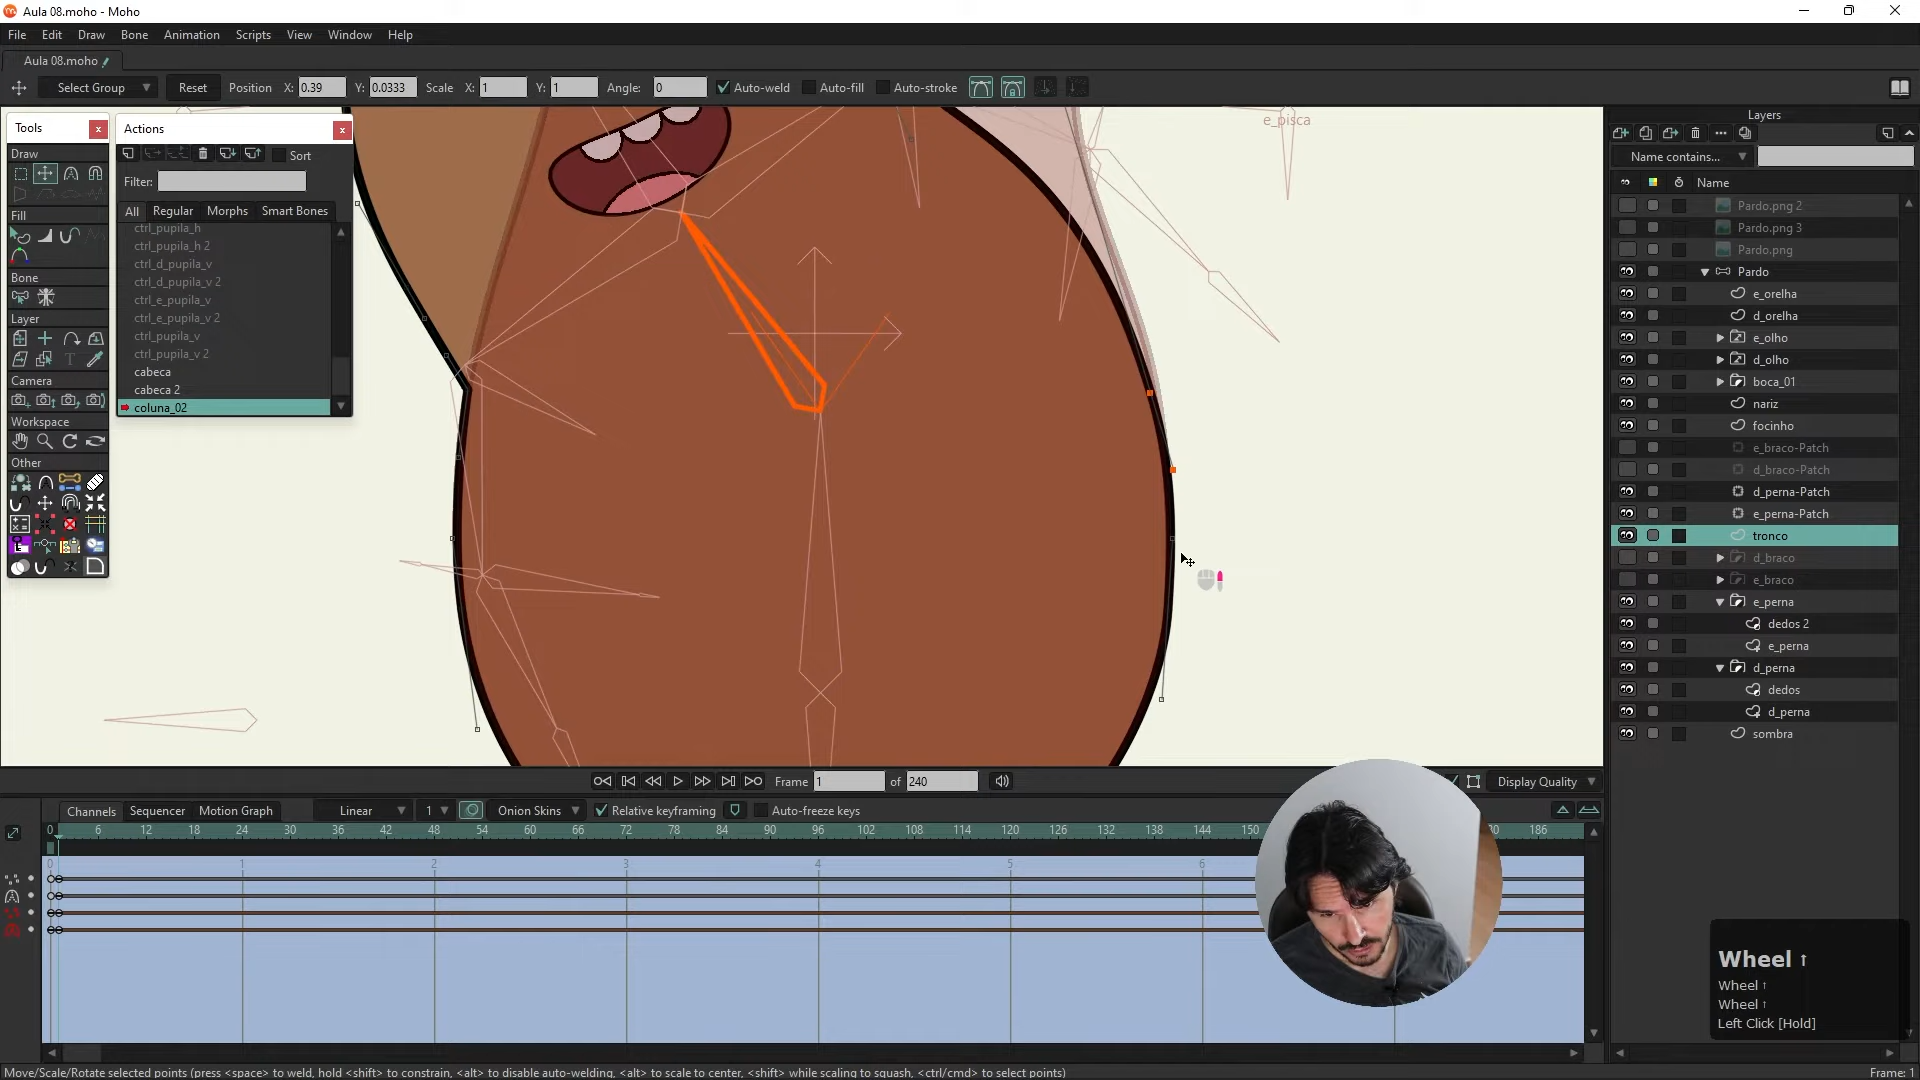 Aula 08.moho - Moho
File Edit Draw Bone Animation Scripts View Window Help
Aula 08.moho
Select Group Reset Position X: 0.39 Y: 0.0333 Scale X: 1 Y: 1 Angle: 0 Auto-weld Auto-fill Auto-stroke
Tools
Draw
Fill
Bone
Layer
Camera
Workspace
Other
Actions
Sort
Filter:
All Regular Morphs Smart Bones
ctrl_pupila_h
ctrl_pupila_h 2
ctrl_d_pupila_v
ctrl_d_pupila_v 2
ctrl_e_pupila_v
ctrl_e_pupila_v 2
ctrl_pupila_v
ctrl_pupila_v 2
cabeca
cabeca 2
coluna_02
e_pisca
Layers
Name contains...
Name
Pardo.png 2
Pardo.png 3
Pardo.png
Pardo
e_orelha
d_orelha
e_olho
d_olho
boca_01
nariz
focinho
e_braco-Patch
d_braco-Patch
d_perna-Patch
e_perna-Patch
tronco
d_braco
e_braco
e_perna
dedos 2
e_perna
d_perna
dedos
d_perna
sombra
Frame 1 of 240 Display Quality
Channels Sequencer Motion Graph Linear 1 Onion Skins Relative keyframing Auto-freeze keys
0 6 12 18 24 30 36 42 48 54 60 66 72 78 84 90 96 102 108 114 120 126 132 138 144 150 186
0 1 2 3 4 5 6
Wheel ↑
Wheel ↑
Wheel ↑
Left Click [Hold]
Move/Scale/Rotate selected points (press <space> to weld, hold <shift> to constrain, <alt> to disable auto-welding, <alt> to scale to center, <shift> while scaling to squash, <ctrl/cmd> to select points)
Frame: 1